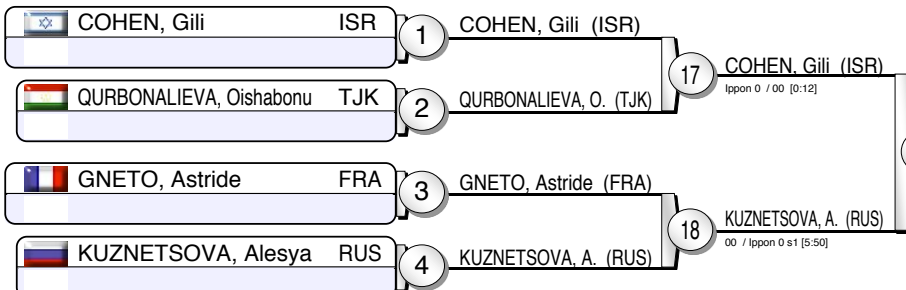 COHEN, Gili ISR
1
COHEN, Gili (ISR)
17
COHEN, Gili (ISR)
Ippon 0 / 00 [0:12]
QURBONALIEVA, Oishabonu TJK
2
QURBONALIEVA, O. (TJK)
GNETO, Astride FRA
3
GNETO, Astride (FRA)
18
KUZNETSOVA, A. (RUS)
00 / Ippon 0 s1 [5:50]
KUZNETSOVA, Alesya RUS
4
KUZNETSOVA, A. (RUS)